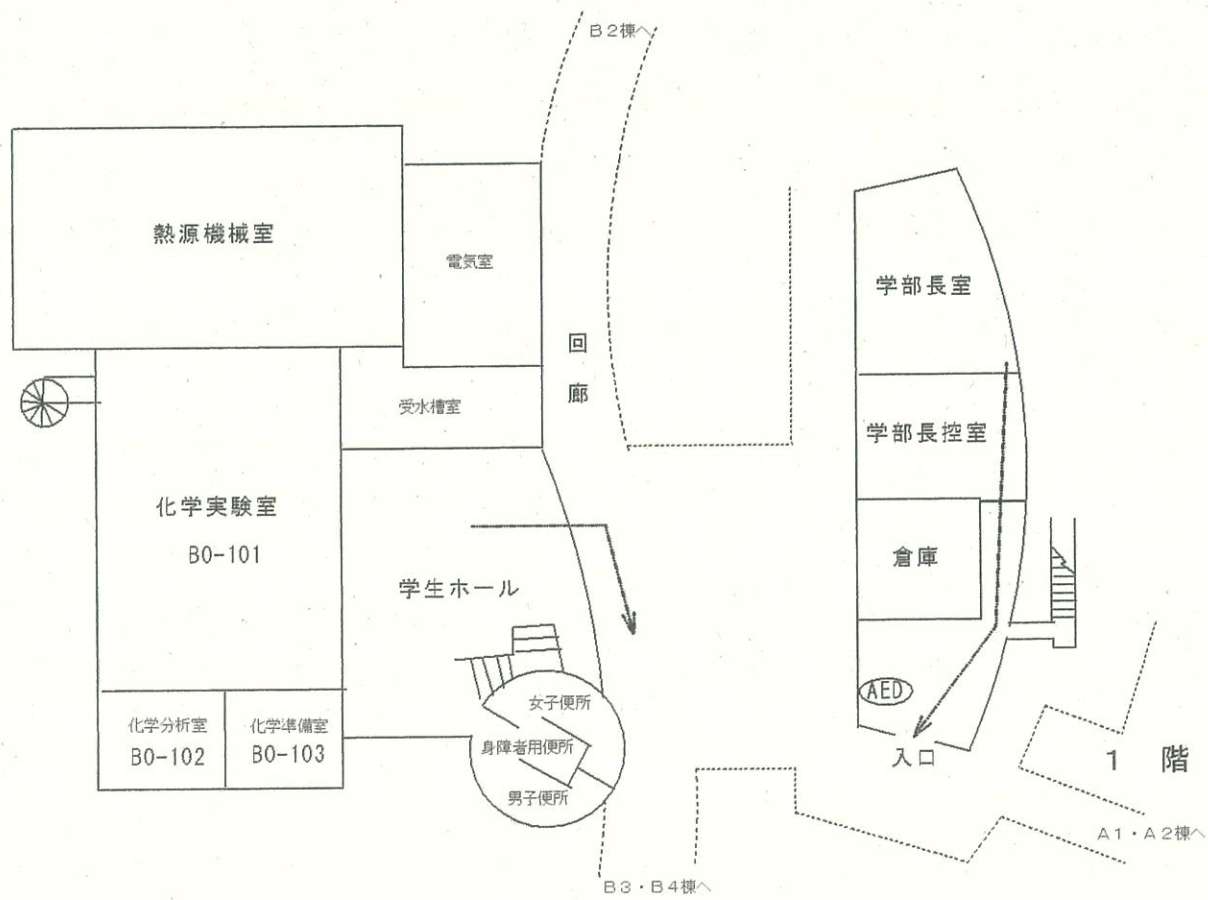 B2棟へ
熱源機械室
電気室
学部長室
回
廊
受水槽室
学部長控室
化学実験室
B0-101
倉庫
学生ホール
AED
女子便所
化学分析室
B0-102
化学準備室
B0-103
身障者用便所
男子便所
入口
1 階
A1・A2棟へ
B3・B4棟へ